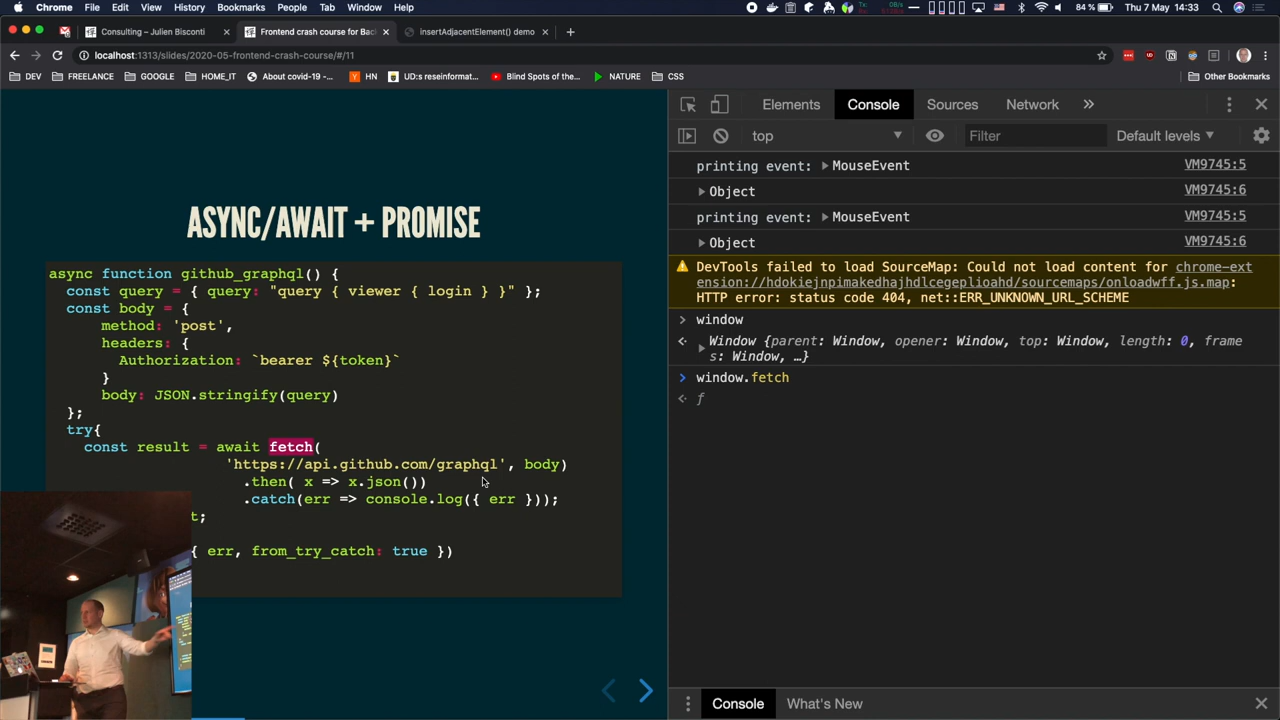 Chrome File Edit View History Bookmarks People Tab Window Help 84 % Thu 7 May 14:33
Consulting – Julien Bisconti Frontend crash course for Bac insertAdjacentElement() demo
localhost:1313/slides/2020-05-frontend-crash-course/#/11
DEV FREELANCE GOOGLE HOME_IT About covid-19 -... HN UD:s reseinformat... Blind Spots of the... NATURE CSS Other Bookmarks
Elements Console Sources Network »
top Filter Default levels
printing event: MouseEvent VM9745:5
Object VM9745:6
printing event: MouseEvent VM9745:5
Object VM9745:6
DevTools failed to load SourceMap: Could not load content for chrome-ext
ension://hdokiejnpimakedhajhdlcegeplioahd/sourcemaps/onloadwff.js.map:
HTTP error: status code 404, net::ERR_UNKNOWN_URL_SCHEME
> window
Window {parent: Window, opener: Window, top: Window, length: 0, frame
s: Window, …}
> window.fetch
ƒ
ASYNC/AWAIT + PROMISE
async function github_graphql() {
const query = { query: "query { viewer { login } }" };
const body = {
method: 'post',
headers: {
Authorization: `bearer ${token}`
}
body: JSON.stringify(query)
};
try{
const result = await fetch(
'https://api.github.com/graphql', body)
.then( x => x.json())
.catch(err => console.log({ err }));
t;
{ err, from_try_catch: true })
Console What's New